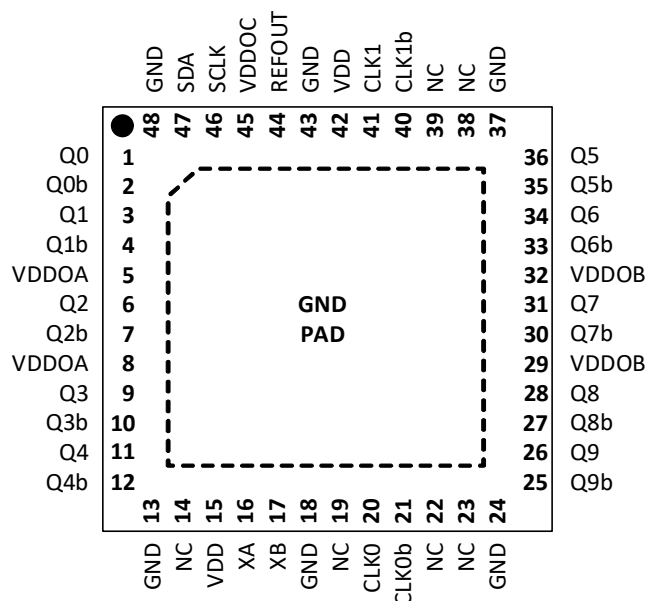 GND SDA SCLK VDDOC REFOUT GND VDD CLK1 CLK1b NC NC GND
48 47 46 45 44 43 42 41 40 39 38 37
Q0 1 36 Q5
Q0b 2 35 Q5b
Q1 3 34 Q6
Q1b 4 33 Q6b
VDDOA 5 32 VDDOB
Q2 6 GND 31 Q7
Q2b 7 PAD 30 Q7b
VDDOA 8 29 VDDOB
Q3 9 28 Q8
Q3b 10 27 Q8b
Q4 11 26 Q9
Q4b 12 25 Q9b
13 14 15 16 17 18 19 20 21 22 23 24
GND NC VDD XA XB GND NC CLK0 CLK0b NC NC GND